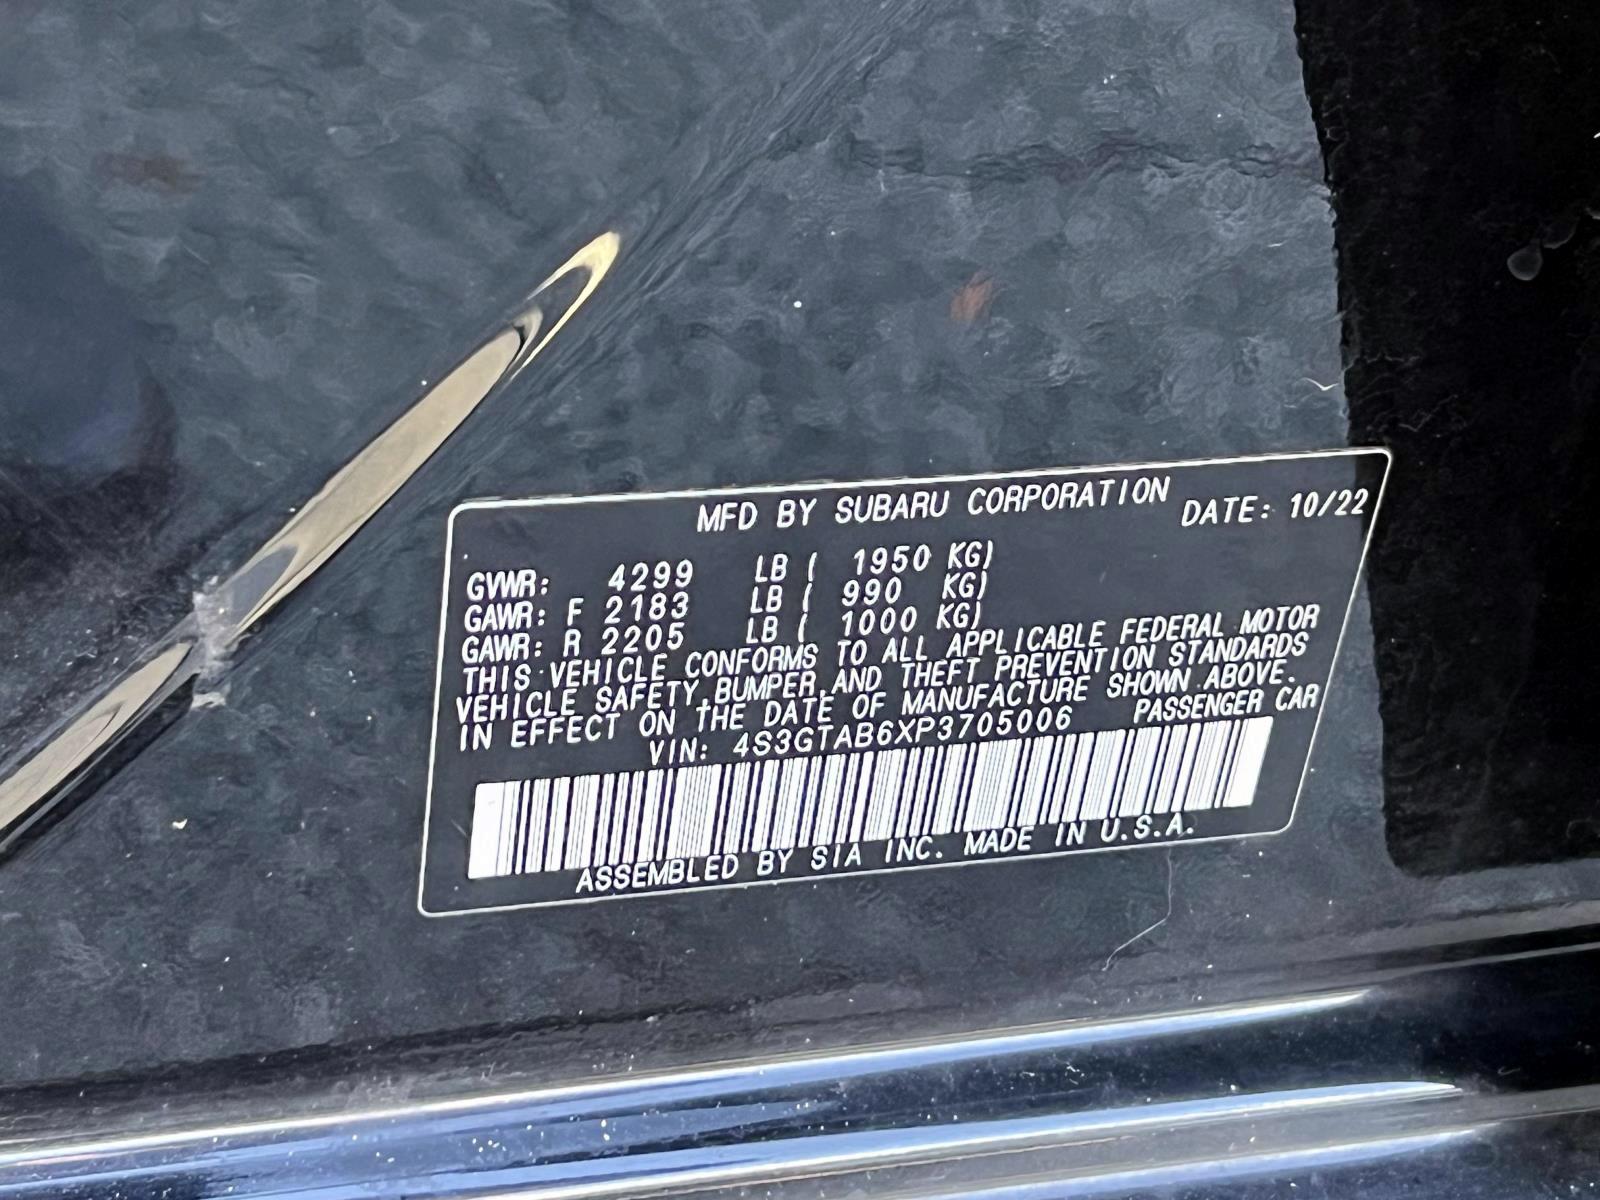 MFD BY SUBARU CORPORATION DATE: 10/22
GVWR: 4299 LB ( 1950 KG)
GAWR: F 2183 LB ( 990 KG)
GAWR: R 2205 LB ( 1000 KG)
THIS VEHICLE CONFORMS TO ALL APPLICABLE FEDERAL MOTOR
VEHICLE SAFETY, BUMPER, AND THEFT PREVENTION STANDARDS
IN EFFECT ON THE DATE OF MANUFACTURE SHOWN ABOVE.
VIN: 4S3GTAB6XP3705006 PASSENGER CAR
ASSEMBLED BY SIA INC. MADE IN U.S.A.